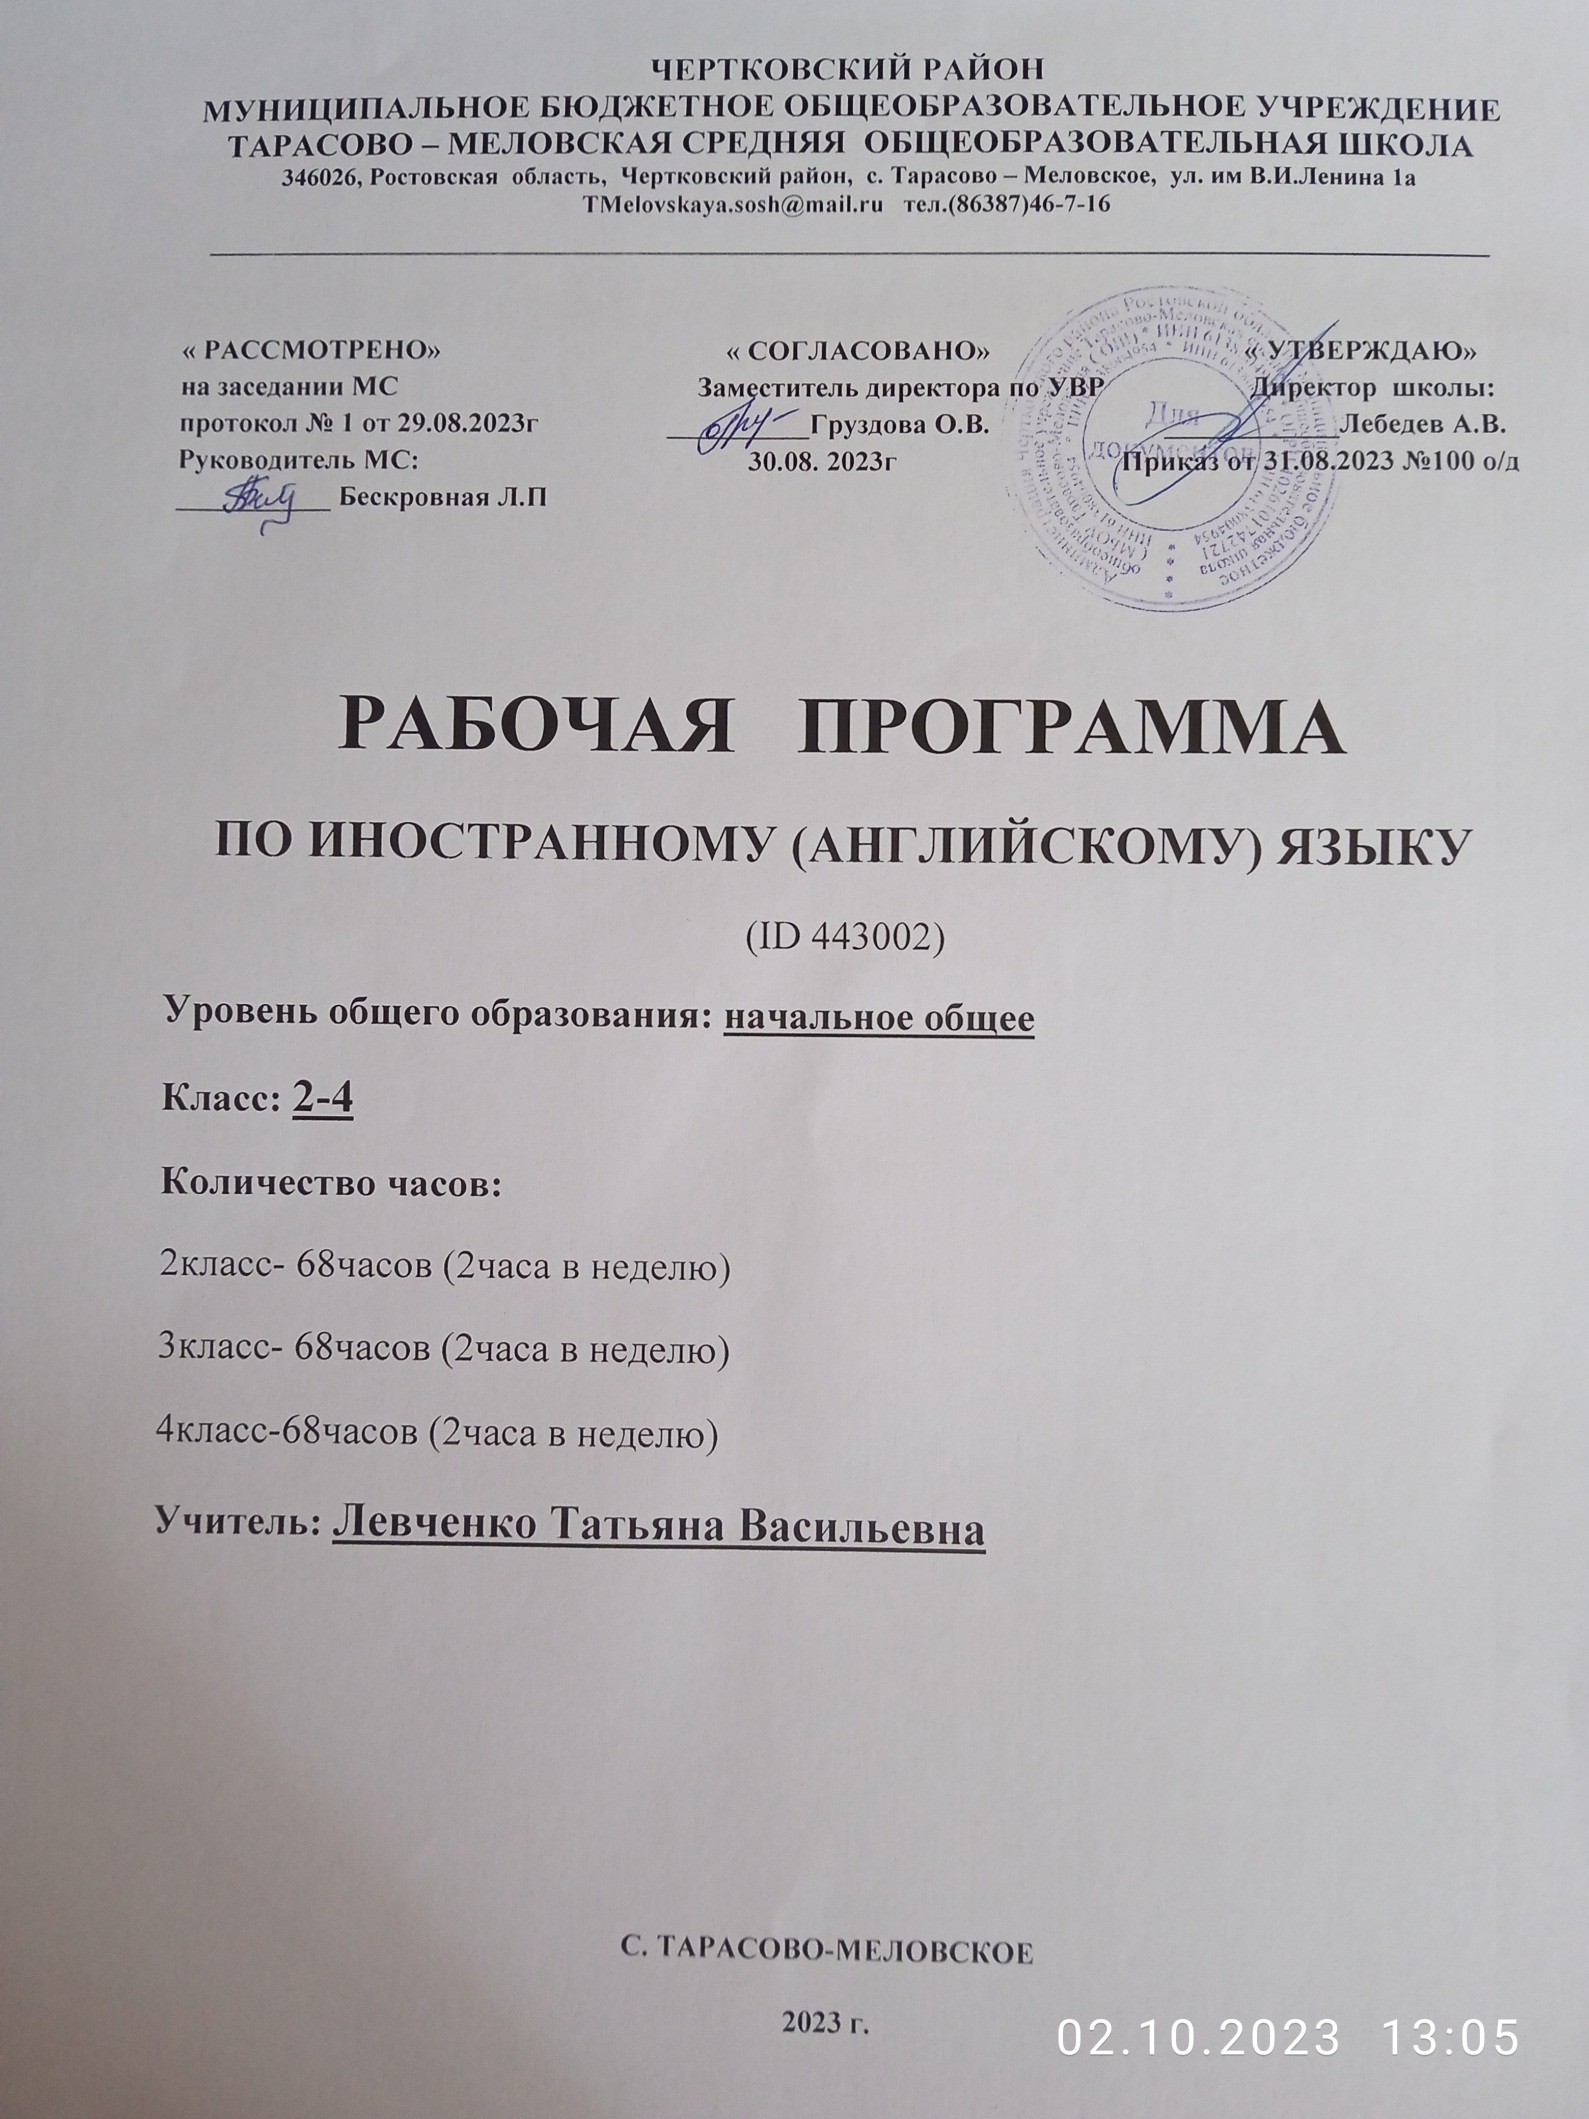 ЧЕРТКОВСКИЙ РАЙОН
МУНИЦИПАЛЬНОЕ БЮДЖЕТНОЕ ОБЩЕОБРАЗОВАТЕЛЬНОЕ УЧРЕЖДЕНИЕ
ТАРАСОВО – МЕЛОВСКАЯ СРЕДНЯЯ ОБЩЕОБРАЗОВАТЕЛЬНАЯ ШКОЛА
346026, Ростовская область, Чертковский район, с. Тарасово – Меловское, ул. им В.И.Ленина 1а
TMelovskaya.sosh@mail.ru тел.(86387)46-7-16
« РАССМОТРЕНО»
на заседании МС
протокол № 1 от 29.08.2023г
Руководитель МС:
Бескровная Л.П
« СОГЛАСОВАНО»
Заместитель директора по УВР
Груздова О.В.
30.08. 2023г
« УТВЕРЖДАЮ»
Директор школы:
Лебедев А.В.
Приказ от 31.08.2023 №100 о/д
Для
документов
РАБОЧАЯ ПРОГРАММА
ПО ИНОСТРАННОМУ (АНГЛИЙСКОМУ) ЯЗЫКУ
(ID 443002)
Уровень общего образования: начальное общее
Класс: 2-4
Количество часов:
2класс- 68часов (2часа в неделю)
3класс- 68часов (2часа в неделю)
4класс-68часов (2часа в неделю)
Учитель: Левченко Татьяна Васильевна
С. ТАРАСОВО-МЕЛОВСКОЕ
2023 г.
02.10.2023 13:05